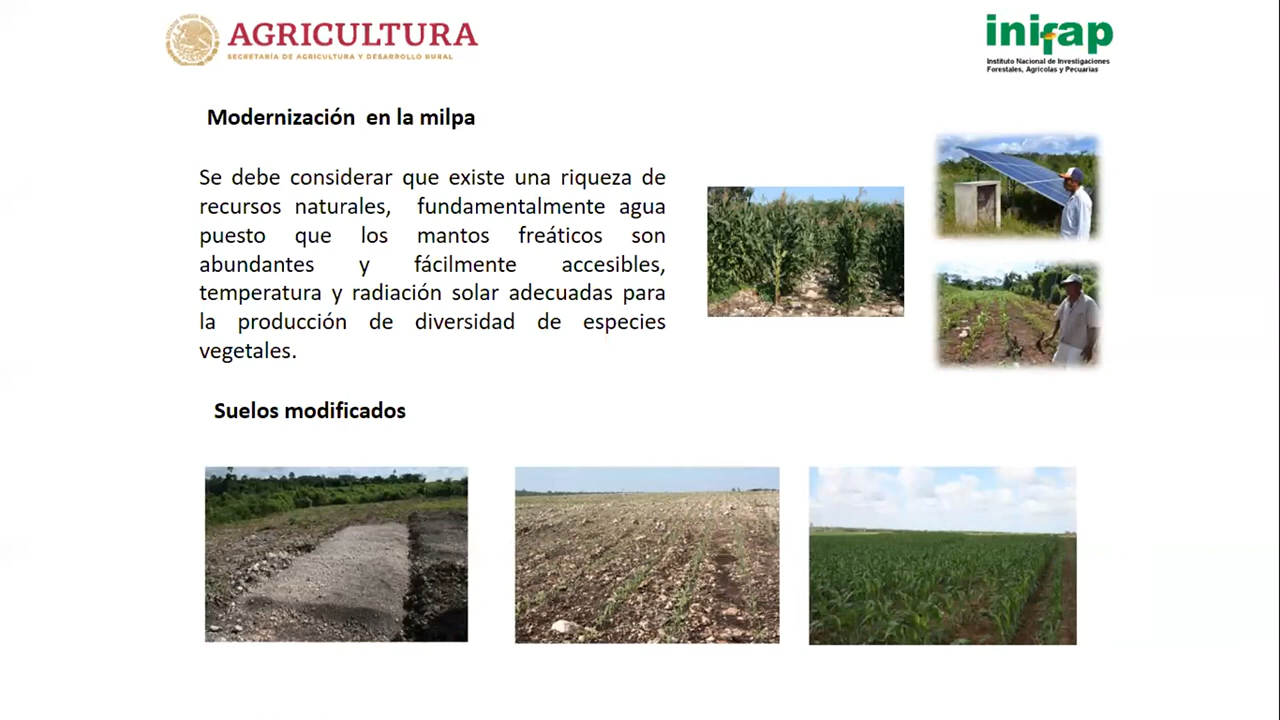 AGRICULTURA
SECRETARÍA DE AGRICULTURA Y DESARROLLO RURAL
inifap
Instituto Nacional de Investigaciones
Forestales, Agrícolas y Pecuarias
Modernización en la milpa
Se debe considerar que existe una riqueza de
recursos naturales, fundamentalmente agua
puesto que los mantos freáticos son
abundantes y fácilmente accesibles,
temperatura y radiación solar adecuadas para
la producción de diversidad de especies
vegetales.
Suelos modificados